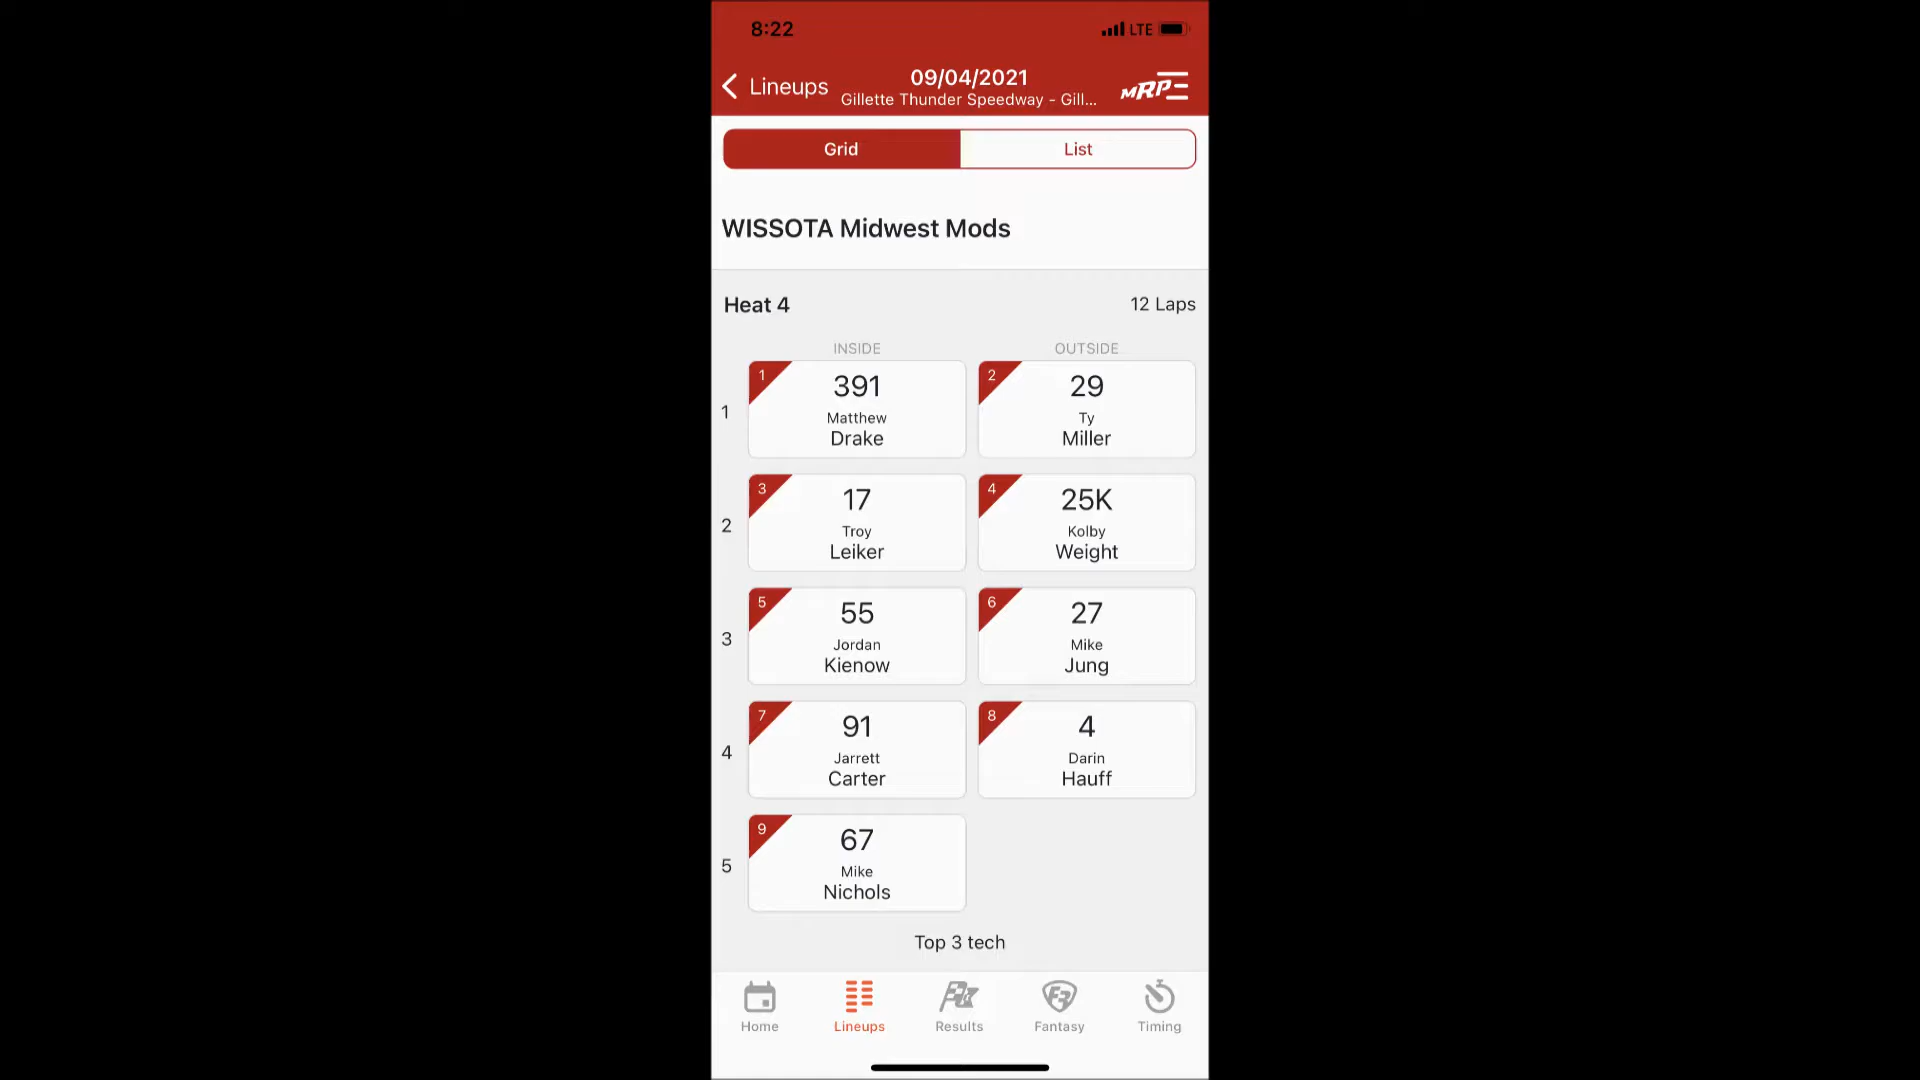 8:22
LTE
Lineups
09/04/2021
Gillette Thunder Speedway - Gill...
MRP
Grid
List
WISSOTA Midwest Mods
Heat 4
12 Laps
INSIDE
OUTSIDE
1
1
391
Matthew
Drake
2
29
Ty
Miller
2
3
17
Troy
Leiker
4
25K
Kolby
Weight
3
5
55
Jordan
Kienow
6
27
Mike
Jung
4
7
91
Jarrett
Carter
8
4
Darin
Hauff
5
9
67
Mike
Nichols
Top 3 tech
Home
Lineups
Results
F3
Fantasy
Timing